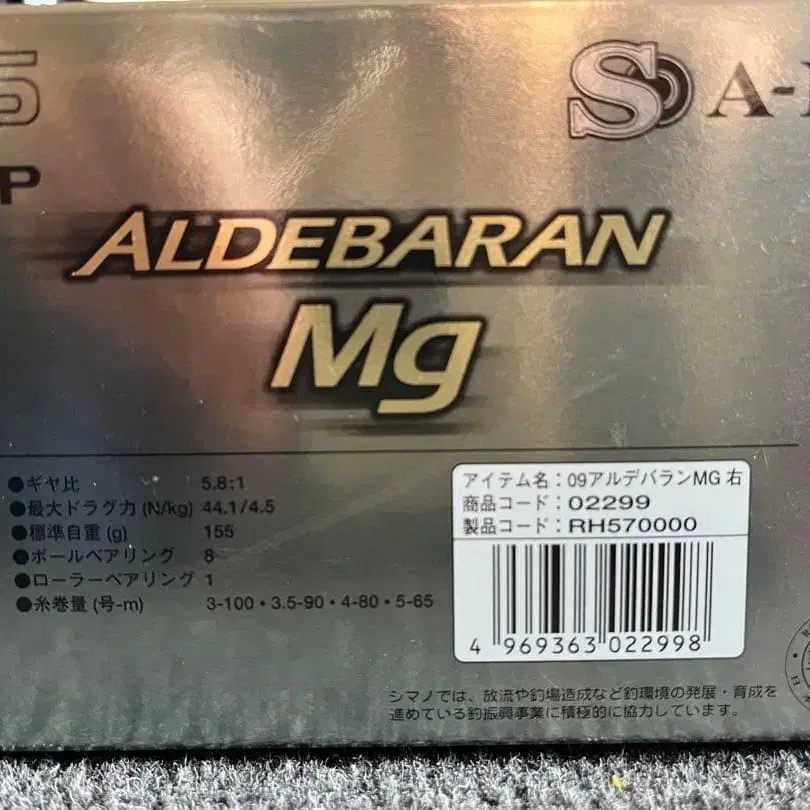 5
P
S A-
ALDEBARAN
Mg
●ギヤ比 5.8:1
●最大ドラグ力 (N/kg) 44.1/4.5
●標準自重 (g) 155
●ボールベアリング 8
●ローラーベアリング 1
●糸巻量 (号-m) 3-100・3.5-90・4-80・5-65
アイテム名：09アルデバランMG 右
商品コード：02299
製品コード：RH570000
4 969363 022998
シマノでは、放流や釣場造成など釣環境の発展・育成を
進めている釣振興事業に積極的に協力しています。